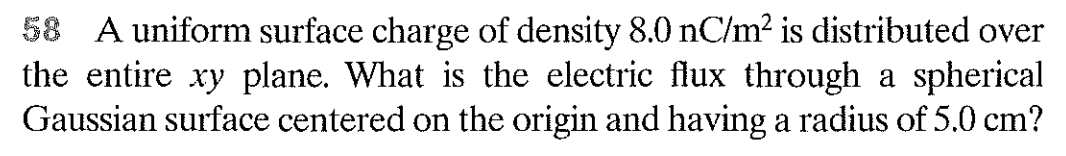 58 A uniform surface charge of density 8.0 nC/m² is distributed over
the entire xy plane. What is the electric flux through a spherical
Gaussian surface centered on the origin and having a radius of 5.0 cm?